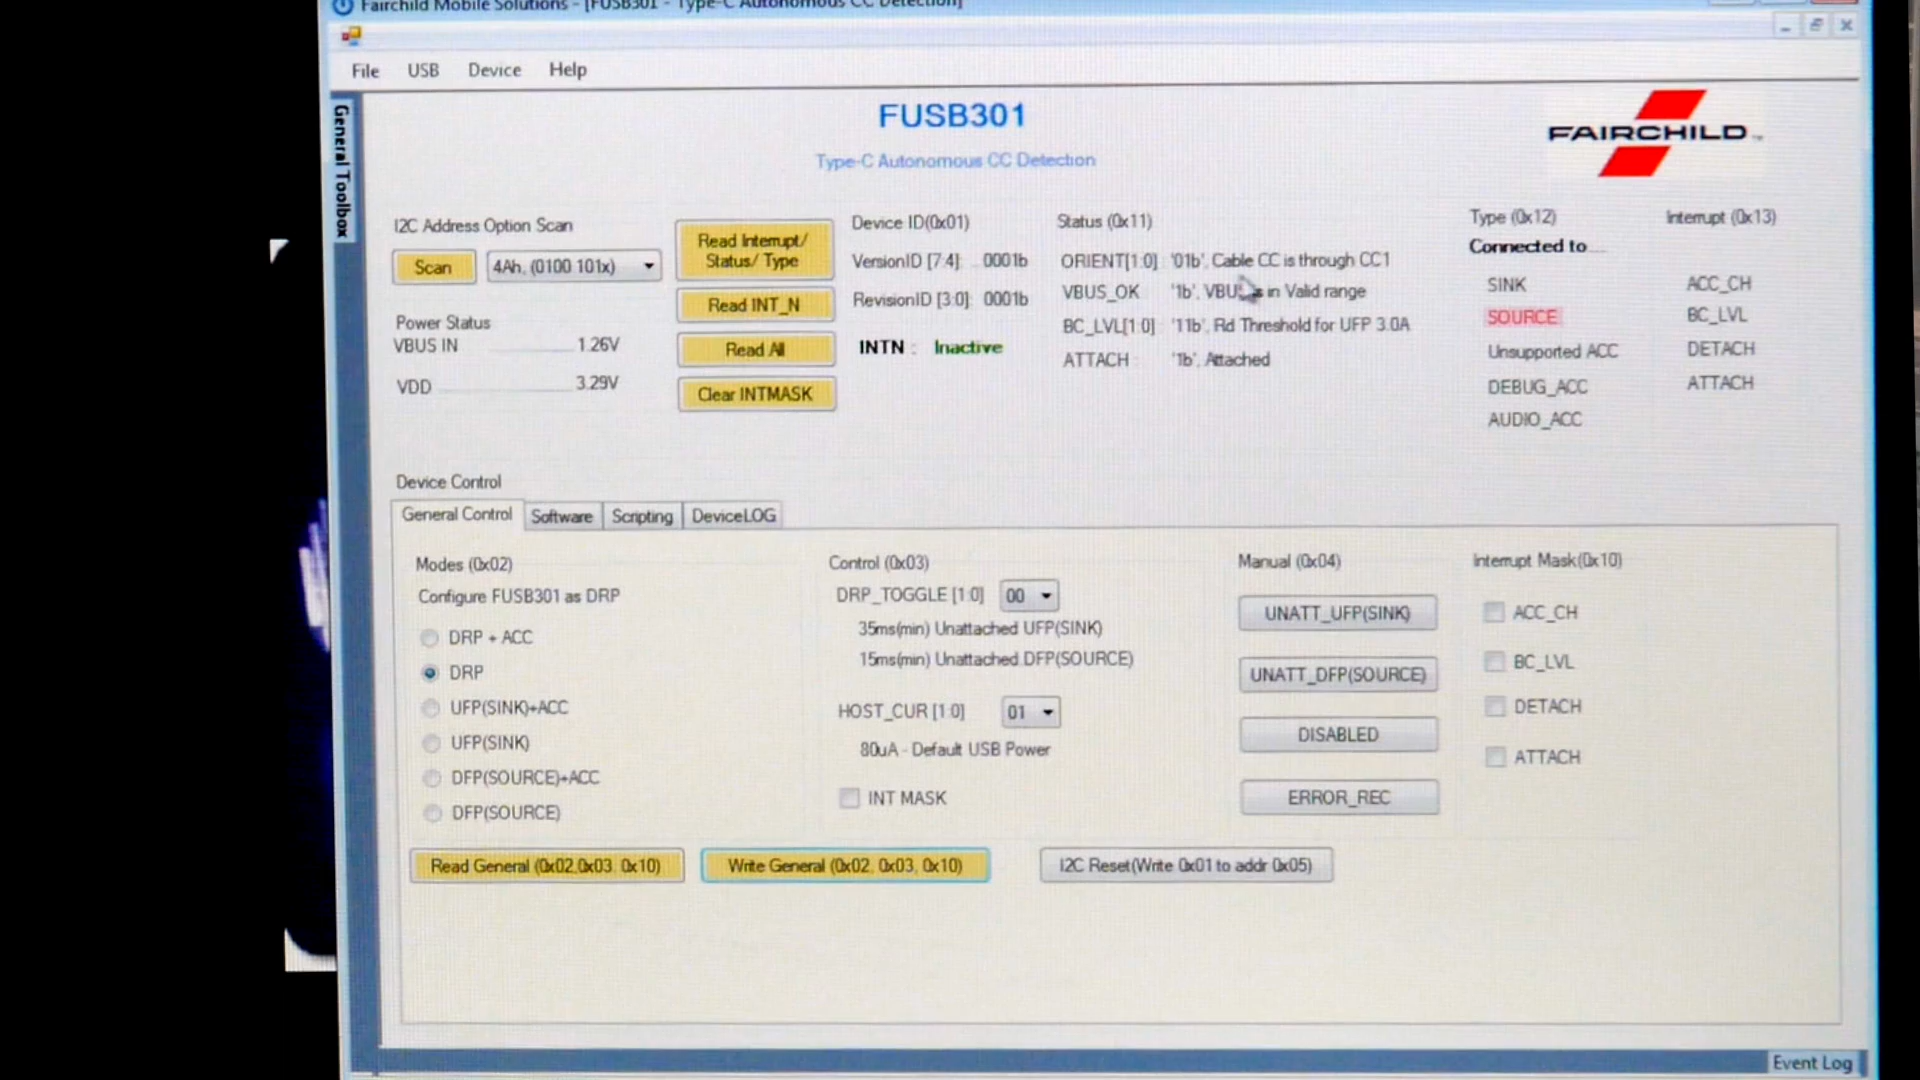 Fairchild Mobile Solutions - [FUSB301 - Type-C Autonomous CC Detection]
File USB Device Help
General Toolbox
FUSB301
Type-C Autonomous CC Detection
FAIRCHILD
I2C Address Option Scan
Scan 4Ah, (0100 101x)
Power Status
VBUS IN 1.26V
VDD 3.29V
Read Interrupt/
Status/ Type
Read INT_N
Read All
Clear INTMASK
Device ID(0x01)
VersionID [7:4]: 0001b
RevisionID [3:0]: 0001b
INTN : Inactive
Status (0x11)
ORIENT[1:0] '01b', Cable CC is through CC1
VBUS_OK '1b', in Valid range
BC_LVL[1:0] '11b', Rd Threshold for UFP 3.0A
ATTACH : '1b', Attached
Type (0x12)
Connected to
SINK
SOURCE
Unsupported ACC
DEBUG_ACC
AUDIO_ACC
Interrupt (0x13)
ACC_CH
BC_LVL
DETACH
ATTACH
Device Control
General Control Software Scripting DeviceLOG
Modes (0x02)
Configure FUSB301 as DRP
DRP + ACC
DRP
UFP(SINK)+ACC
UFP(SINK)
DFP(SOURCE)+ACC
DFP(SOURCE)
Control (0x03)
DRP_TOGGLE [1:0] 00
35ms(min) Unattached UFP(SINK)
15ms(min) Unattached DFP(SOURCE)
HOST_CUR [1:0] 01
80uA - Default USB Power
INT MASK
Manual (0x04)
UNATT_UFP(SINK)
UNATT_DFP(SOURCE)
DISABLED
ERROR_REC
Interrupt Mask(0x10)
ACC_CH
BC_LVL
DETACH
ATTACH
Read General (0x02,0x03, 0x10)
Write General (0x02, 0x03, 0x10)
I2C Reset(Write 0x01 to addr 0x05)
Event Log